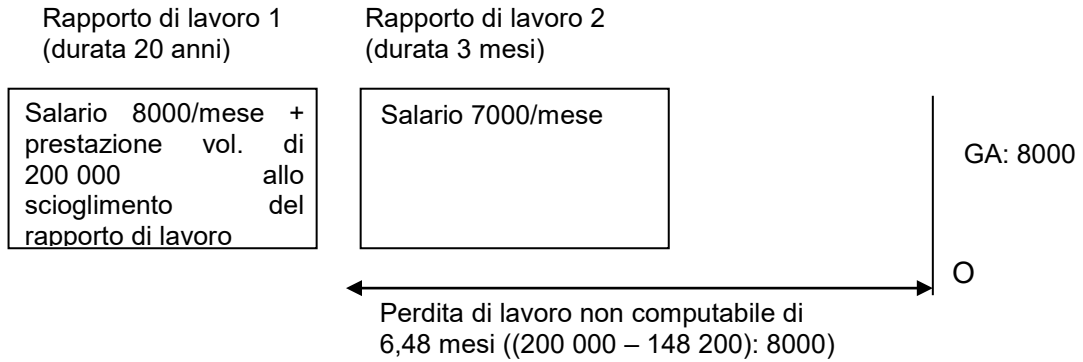 Rapporto di lavoro 1
(durata 20 anni)
Rapporto di lavoro 2
(durata 3 mesi)
Salario 8000/mese +
prestazione vol. di
200 000 allo
scioglimento del
rapporto di lavoro
Salario 7000/mese
GA: 8000
O
Perdita di lavoro non computabile di
6,48 mesi ((200 000 – 148 200): 8000)